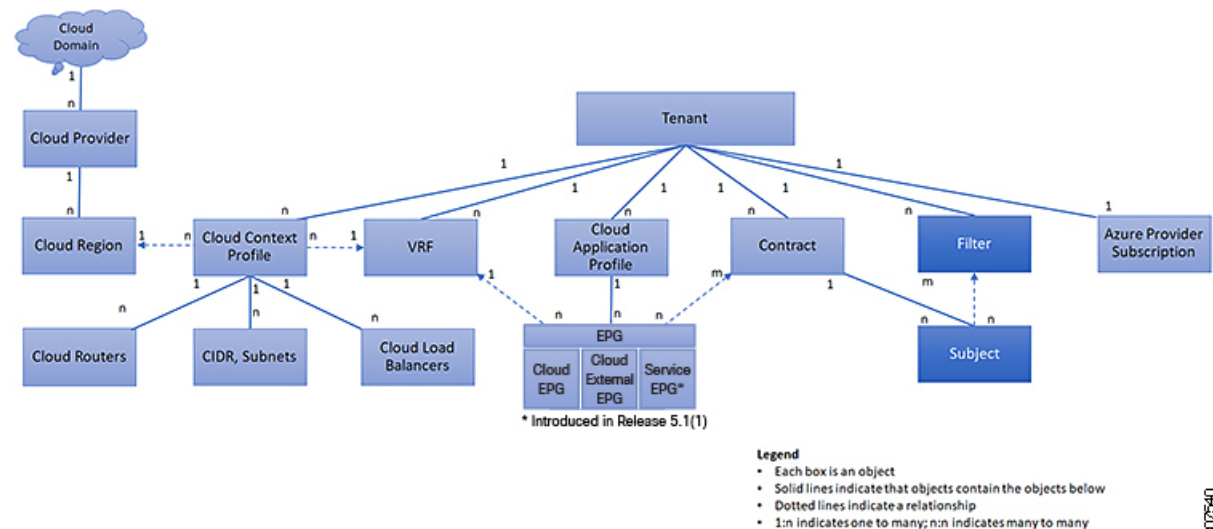 Cloud
Domain
1
n
Cloud Provider
1
n
Cloud Region
Tenant
1
1
1
1
1
1
n
n
n
n
n
1
Cloud Context
Profile
VRF
Cloud
Application
Profile
Contract
Filter
Azure Provider
Subscription
1
n
n
1
1
1
1
n
n
n
Cloud Routers
CIDR, Subnets
Cloud Load
Balancers
1
1
m
1
m
n
n
n
n
n
EPG
Cloud
EPG
Cloud
External
EPG
Service
EPG*
* Introduced in Release 5.1(1)
Subject
Legend
• Each box is an object
• Solid lines indicate that objects contain the objects below
• Dotted lines indicate a relationship
• 1:n indicates one to many; n:n indicates many to many